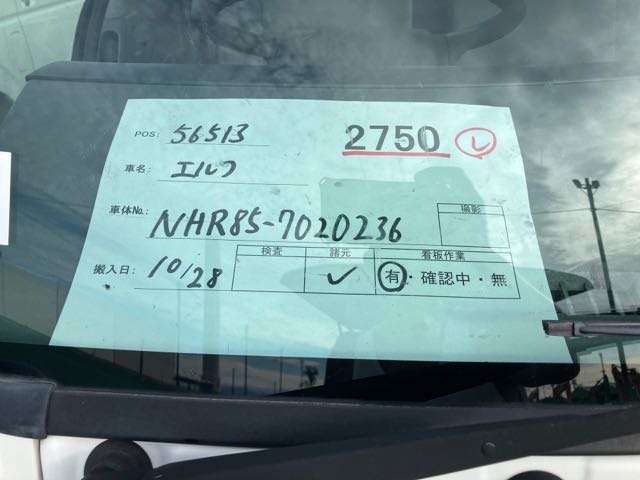 POS: 56513 2750 レ
車名: エルフ
車体No.: NHR85-7020236 撮影
検査 諸元 看板作業
搬入日: 10/28 ✓ 有・確認中・無